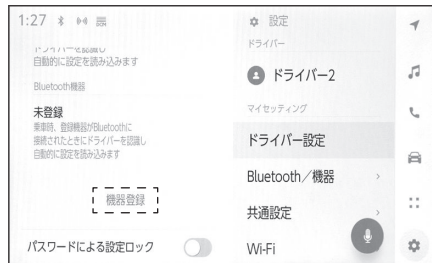 1:27
ドライバーを認識し
自動的に設定を読み込みます
Bluetooth機器
未登録
乗車時、登録機器がBluetoothに
接続されたときにドライバーを認識し
自動的に設定を読み込みます
機器登録
パスワードによる設定ロック
設定
ドライバー
ドライバー2
マイセッティング
ドライバー設定
Bluetooth／機器
共通設定
Wi-Fi